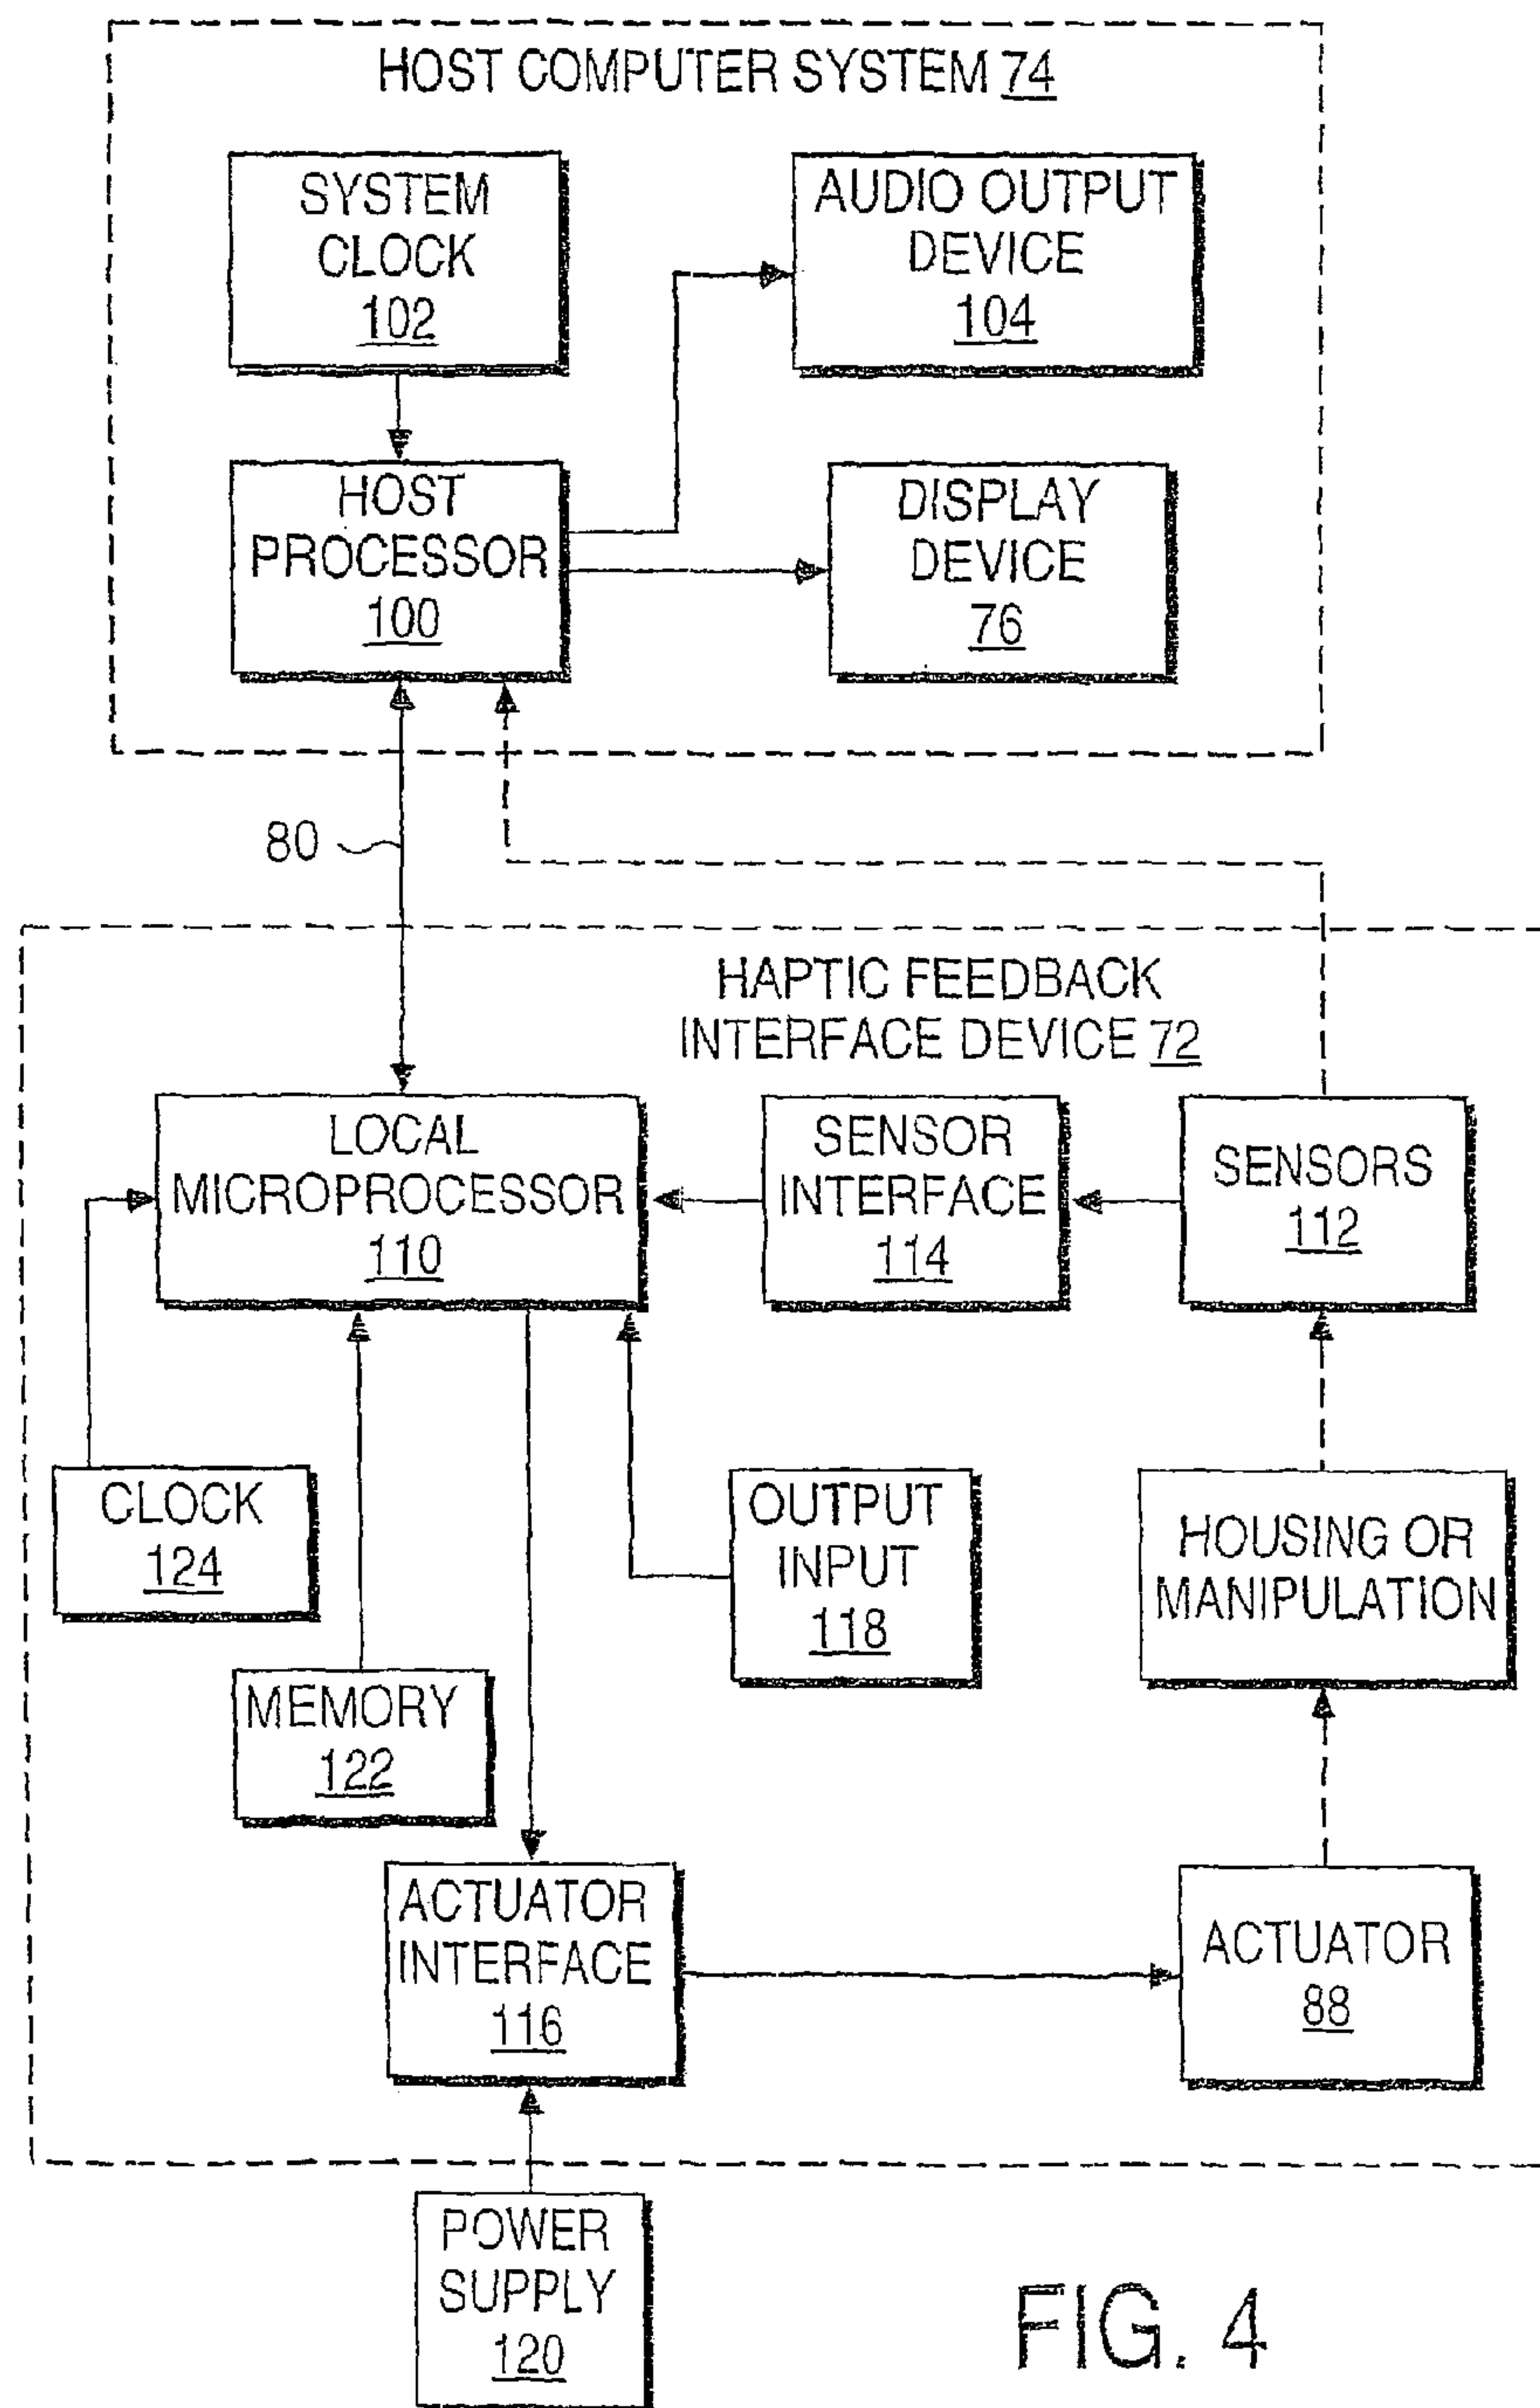 HOST COMPUTER SYSTEM 74
SYSTEM
CLOCK
102
AUDIO OUTPUT
DEVICE
104
HOST
PROCESSOR
100
DISPLAY
DEVICE
76
80
HAPTIC FEEDBACK
INTERFACE DEVICE 72
LOCAL
MICROPROCESSOR
110
SENSOR
INTERFACE
114
SENSORS
112
CLOCK
124
OUTPUT
INPUT
118
HOUSING OR
MANIPULATION
MEMORY
122
ACTUATOR
INTERFACE
116
ACTUATOR
88
POWER
SUPPLY
120
FIG. 4